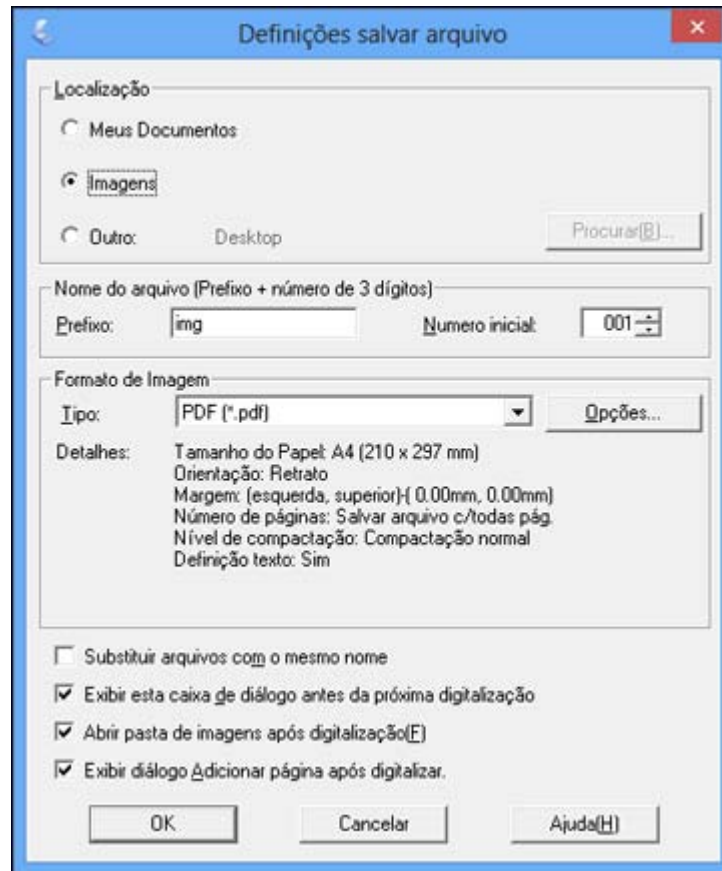 Definições salvar arquivo
Localização
Meus Documentos
Imagens
Outro: Desktop Procurar(B)...
Nome do arquivo (Prefixo + número de 3 dígitos)
Prefixo: img Numero inicial: 001
Formato de Imagem
Tipo: PDF (*.pdf) Opções...
Detalhes: Tamanho do Papel: A4 (210 x 297 mm)
Orientação: Retrato
Margem: (esquerda, superior)-( 0.00mm, 0.00mm)
Número de páginas: Salvar arquivo c/todas pág.
Nível de compactação: Compactação normal
Definição texto: Sim
Substituir arquivos com o mesmo nome
Exibir esta caixa de diálogo antes da próxima digitalização
Abrir pasta de imagens após digitalização(F)
Exibir diálogo Adicionar página após digitalizar.
OK Cancelar Ajuda(H)